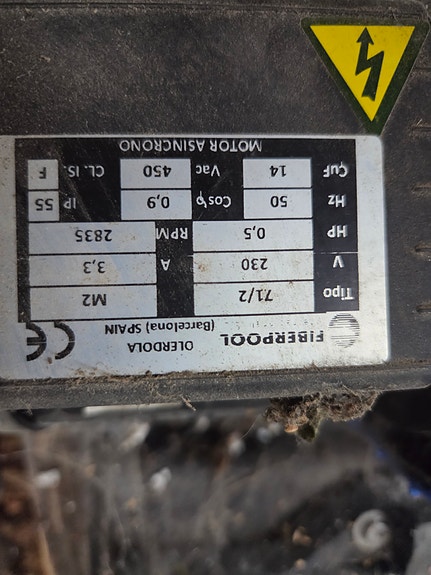 FIBERPOOL
OLERDOLA
(Barcelona) SPAIN
CE
Tipo 71/2 M2
V 230 A 3,3
HP 0,5 RPM 2835
Hz 50 Cosφ 0,9 IP 55
CμF 14 Vac 450 CL. IS. F
MOTOR ASINCRONO